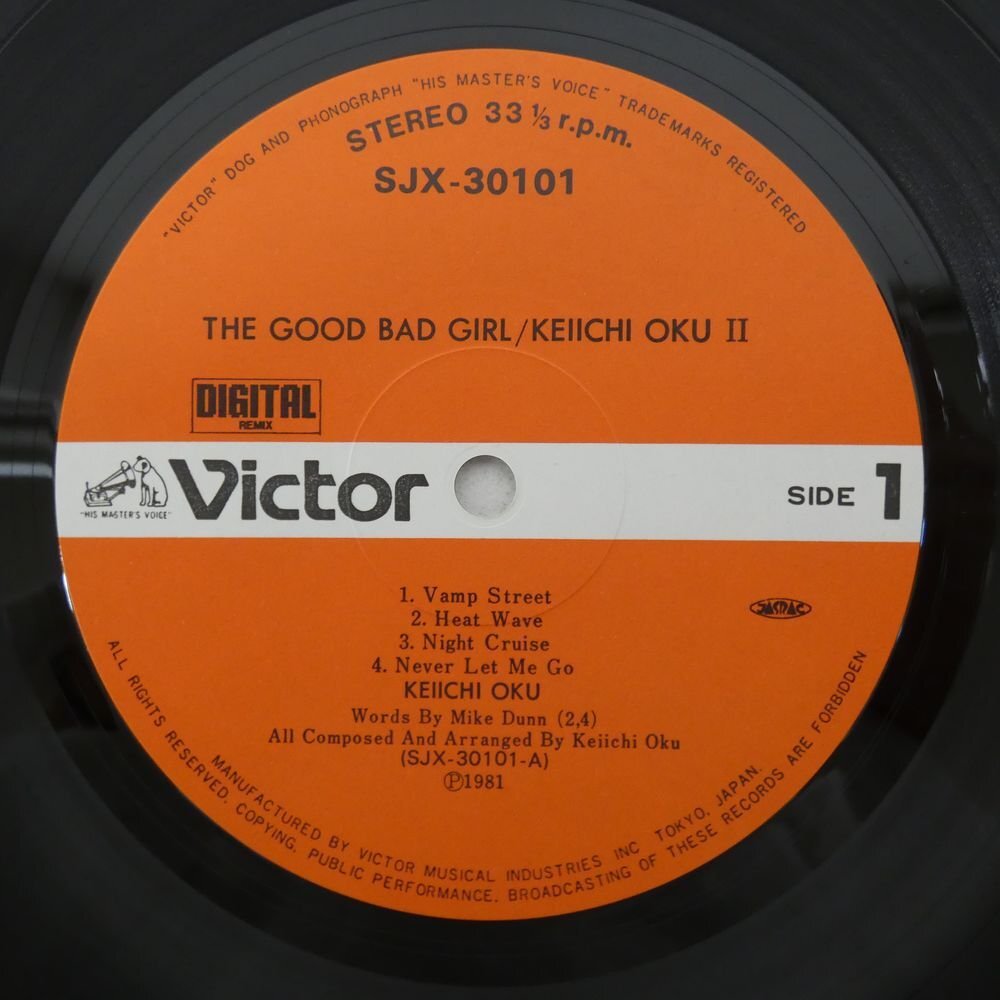 "VICTOR" DOG AND PHONOGRAPH "HIS MASTER'S VOICE" TRADEMARKS REGISTERED
STEREO 33 ⅓ r.p.m.
SJX-30101
THE GOOD BAD GIRL/KEIICHI OKU II
DIGITAL
REMIX
"HIS MASTER'S VOICE"
Victor
SIDE 1
1. Vamp Street
2. Heat Wave
3. Night Cruise
4. Never Let Me Go
JASRAC
KEIICHI OKU
Words By Mike Dunn (2,4)
All Composed And Arranged By Keiichi Oku
(SJX-30101-A)
Ⓟ1981
MANUFACTURED BY VICTOR MUSICAL INDUSTRIES INC TOKYO, JAPAN.
ALL RIGHTS RESERVED, COPYING, PUBLIC PERFORMANCE, BROADCASTING OF THESE RECORDS ARE FORBIDDEN